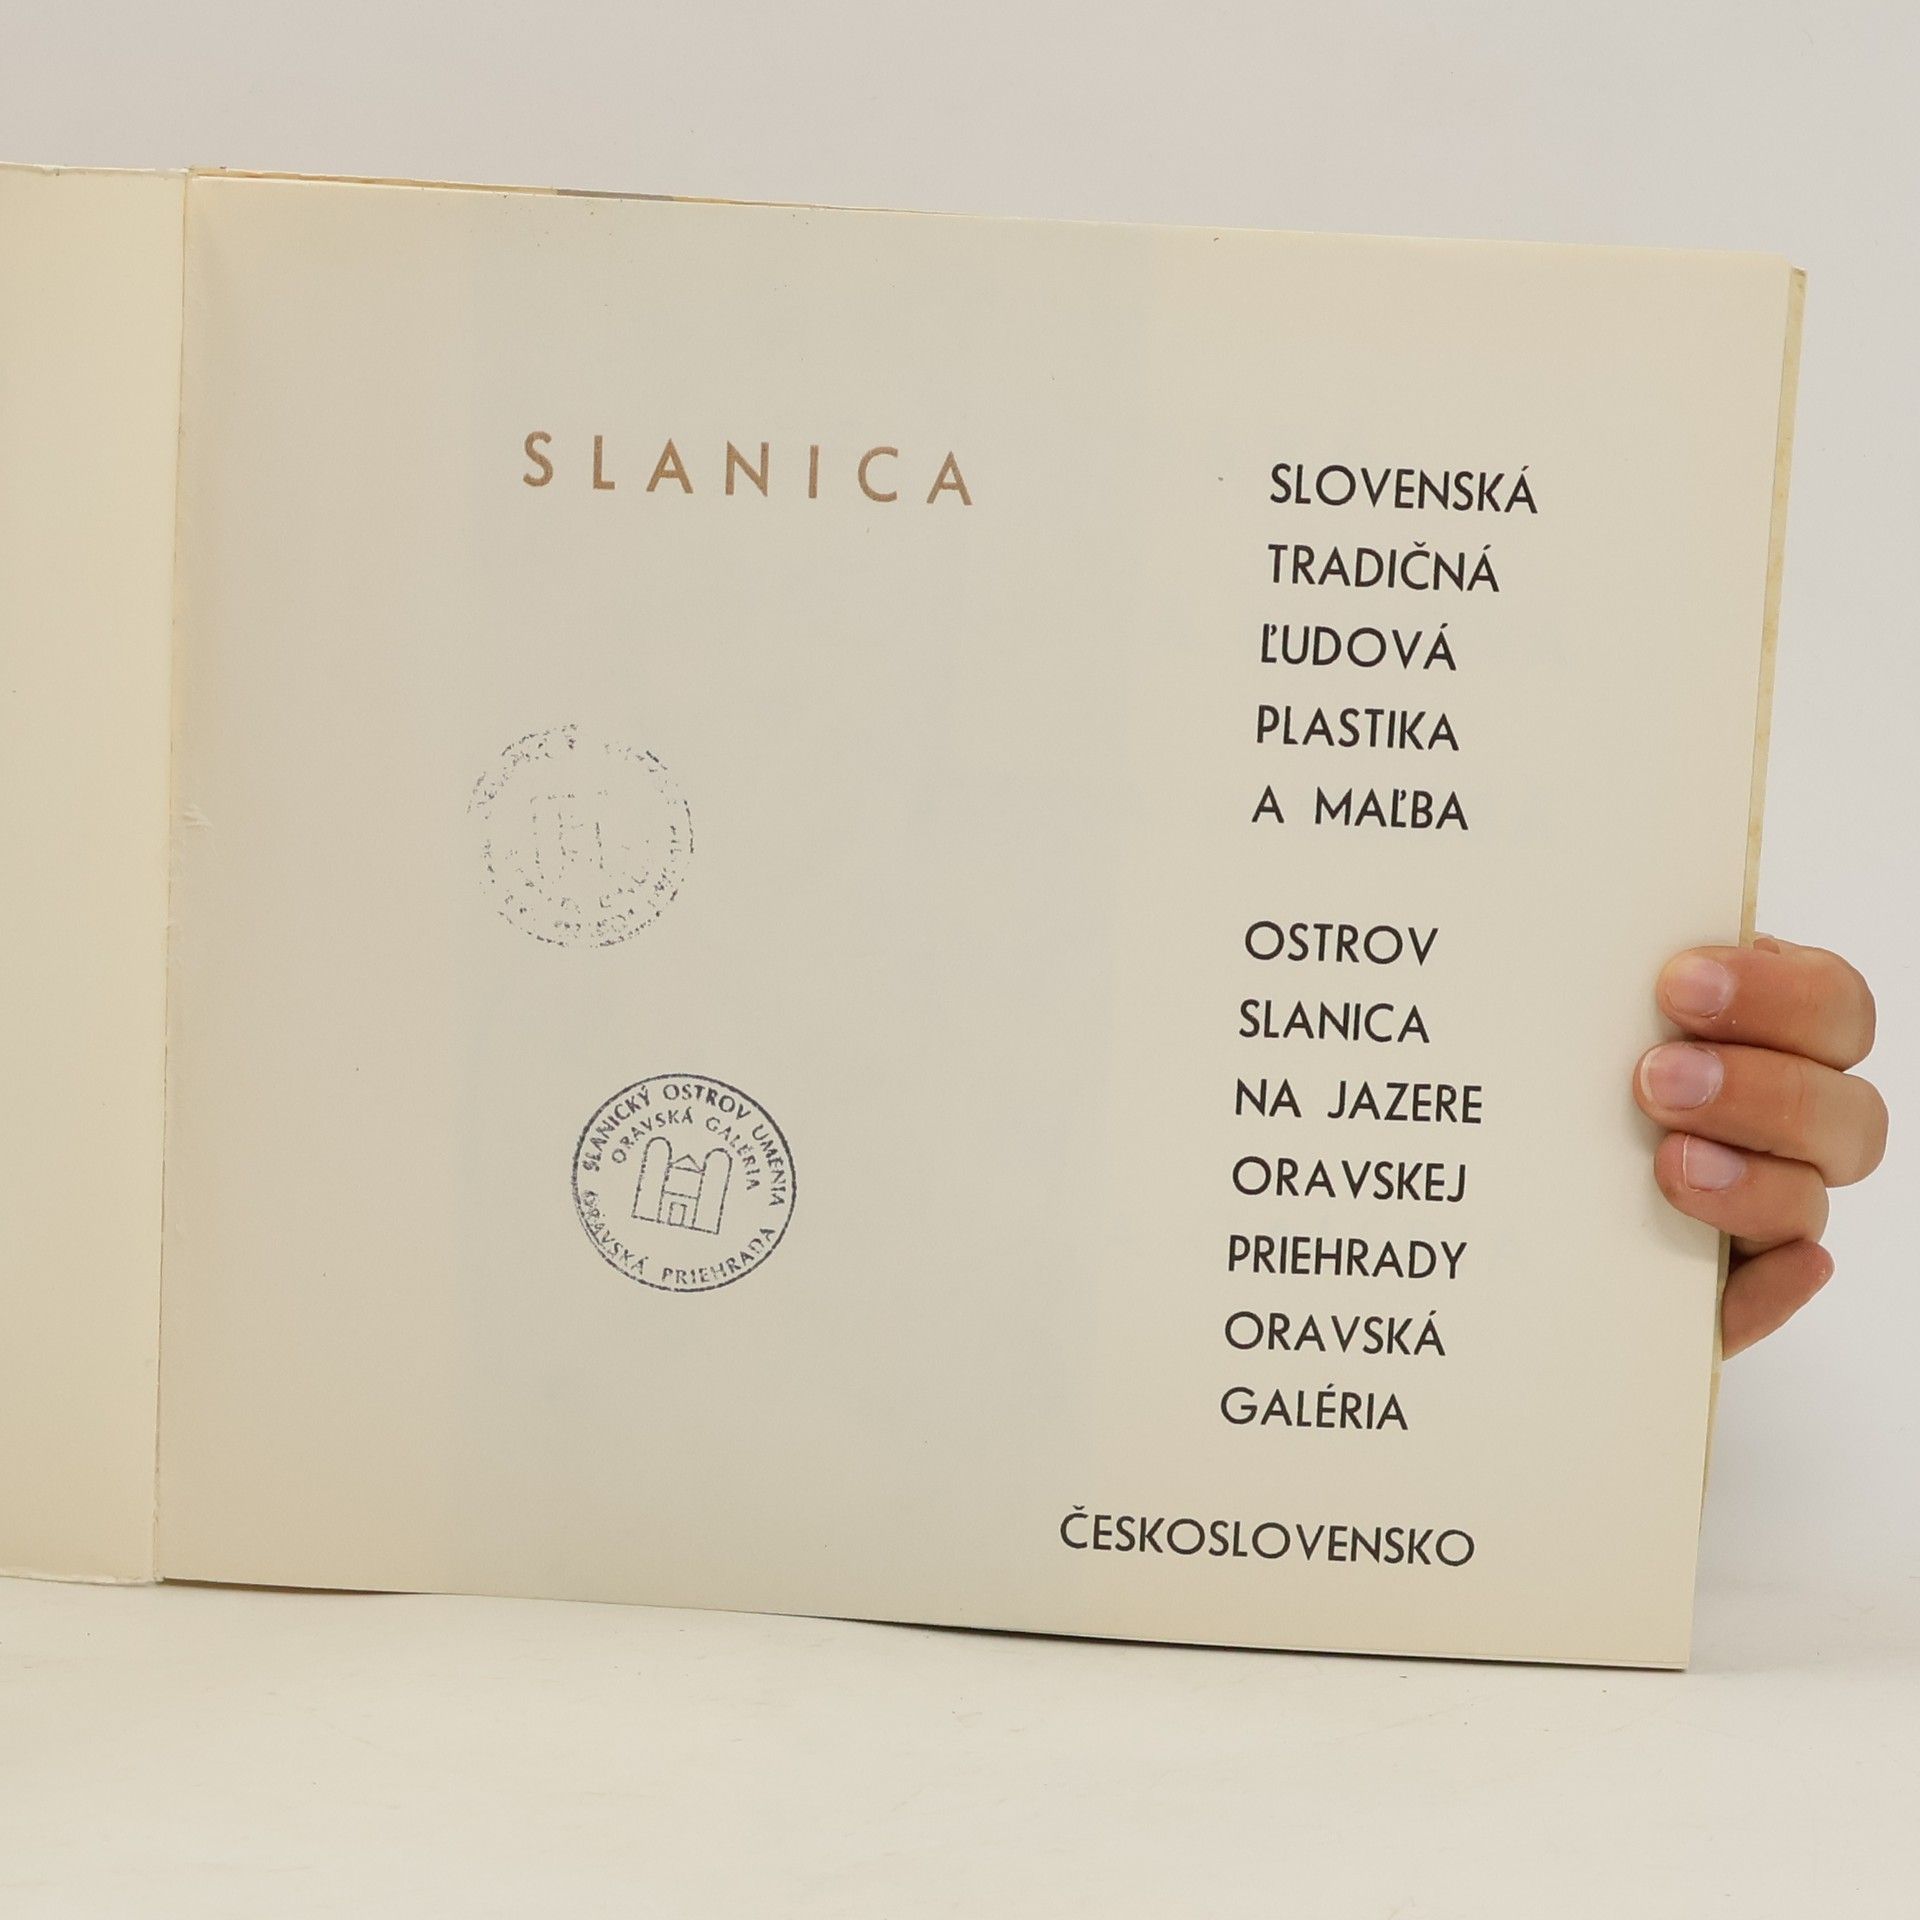 SLANICA
SLOVENSKÁ
TRADIČNÁ
ĽUDOVÁ
PLASTIKA
A MAĽBA
OSTROV
SLANICA
NA JAZERE
ORAVSKEJ
PRIEHRADY
ORAVSKÁ
GALÉRIA
ČESKOSLOVENSKO
SLANICKÝ OSTROV UMENIA
ORAVSKÁ GALÉRIA
ORAVSKÁ PRIEHRADA